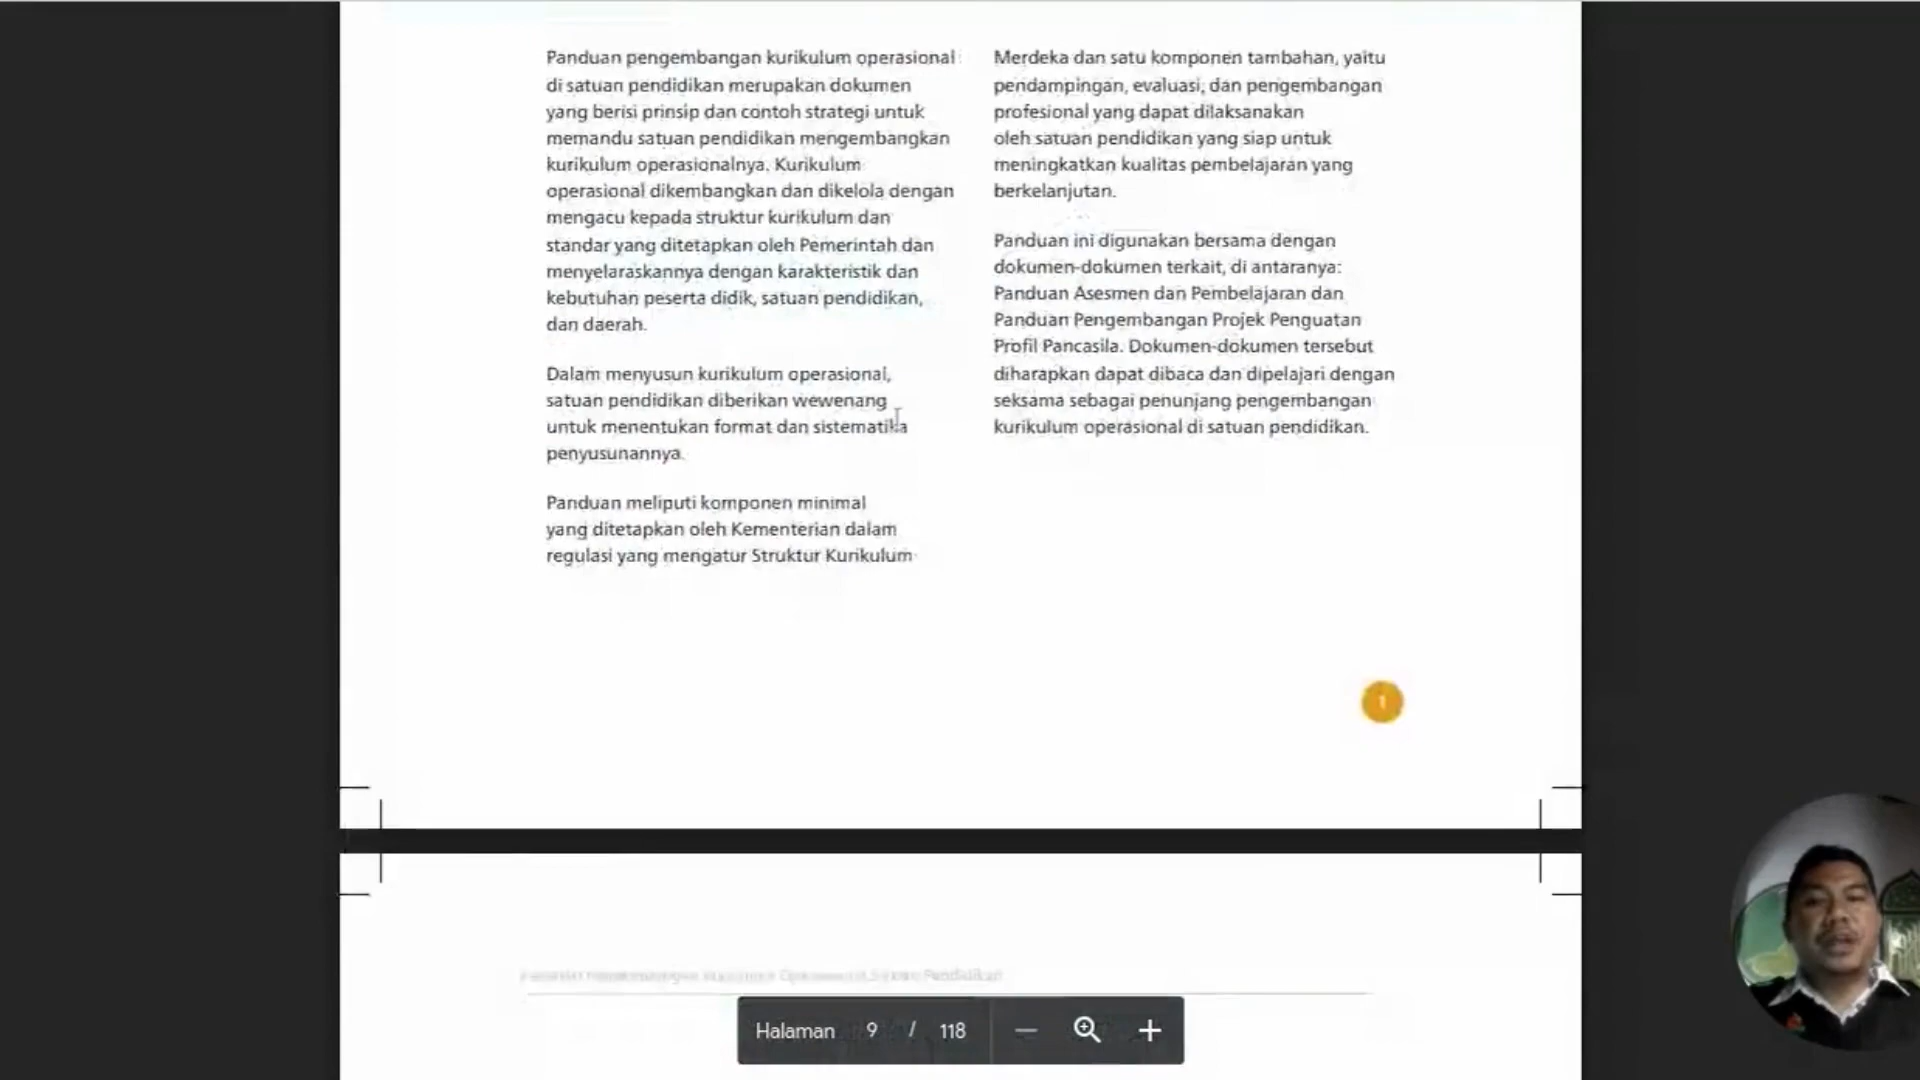 Panduan pengembangan kurikulum operasional
di satuan pendidikan merupakan dokumen
yang berisi prinsip dan contoh strategi untuk
memandu satuan pendidikan mengembangkan
kurikulum operasionalnya. Kurikulum
operasional dikembangkan dan dikelola dengan
mengacu kepada struktur kurikulum dan
standar yang ditetapkan oleh Pemerintah dan
menyelaraskannya dengan karakteristik dan
kebutuhan peserta didik, satuan pendidikan,
dan daerah.
Dalam menyusun kurikulum operasional,
satuan pendidikan diberikan wewenang
untuk menentukan format dan sistematika
penyusunannya.
Panduan meliputi komponen minimal
yang ditetapkan oleh Kementerian dalam
regulasi yang mengatur Struktur Kurikulum
Merdeka dan satu komponen tambahan, yaitu
pendampingan, evaluasi, dan pengembangan
profesional yang dapat dilaksanakan
oleh satuan pendidikan yang siap untuk
meningkatkan kualitas pembelajaran yang
berkelanjutan.
Panduan ini digunakan bersama dengan
dokumen-dokumen terkait, di antaranya:
Panduan Asesmen dan Pembelajaran dan
Panduan Pengembangan Projek Penguatan
Profil Pancasila. Dokumen-dokumen tersebut
diharapkan dapat dibaca dan dipelajari dengan
seksama sebagai penunjang pengembangan
kurikulum operasional di satuan pendidikan.
1
Pendidikan
Halaman 9 / 118